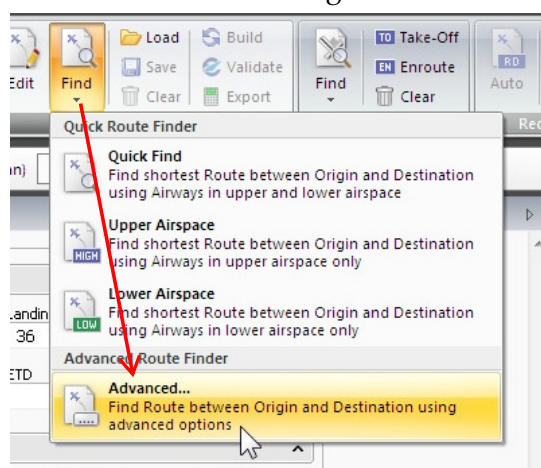 Edit
Find
Load
Save
Clear
Build
Validate
Export
Find
TO Take-Off
EN Enroute
Clear
RD
Auto
Quick Route Finder
Rec
an)
Quick Find
Find shortest Route between Origin and Destination
using Airways in upper and lower airspace
HIGH
Upper Airspace
Find shortest Route between Origin and Destination
using Airways in upper airspace only
LOW
Lower Airspace
Find shortest Route between Origin and Destination
using Airways in lower airspace only
Landin
36
ETD
Advanced Route Finder
Advanced...
Find Route between Origin and Destination using
advanced options